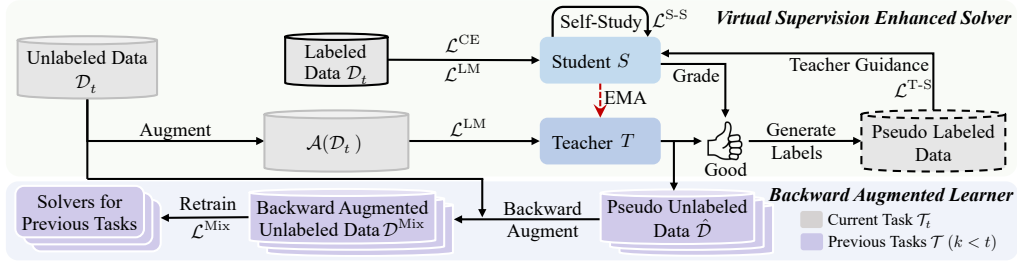 Virtual Supervision Enhanced Solver
Self-Study
ℒ^{S-S}
Unlabeled Data
𝒟_t
Labeled
Data 𝒟_t
ℒ^{CE}
ℒ^{LM}
Student S
Grade
Teacher Guidance
ℒ^{T-S}
EMA
Augment
𝒜(𝒟_t)
ℒ^{LM}
Teacher T
Good
Generate
Labels
Pseudo Labeled
Data
Backward Augmented Learner
Solvers for
Previous Tasks
Retrain
ℒ^{Mix}
Backward Augmented
Unlabeled Data 𝒟^{Mix}
Backward
Augment
Pseudo Unlabeled
Data 𝒟̂
Current Task 𝒯_t
Previous Tasks 𝒯 (k < t)